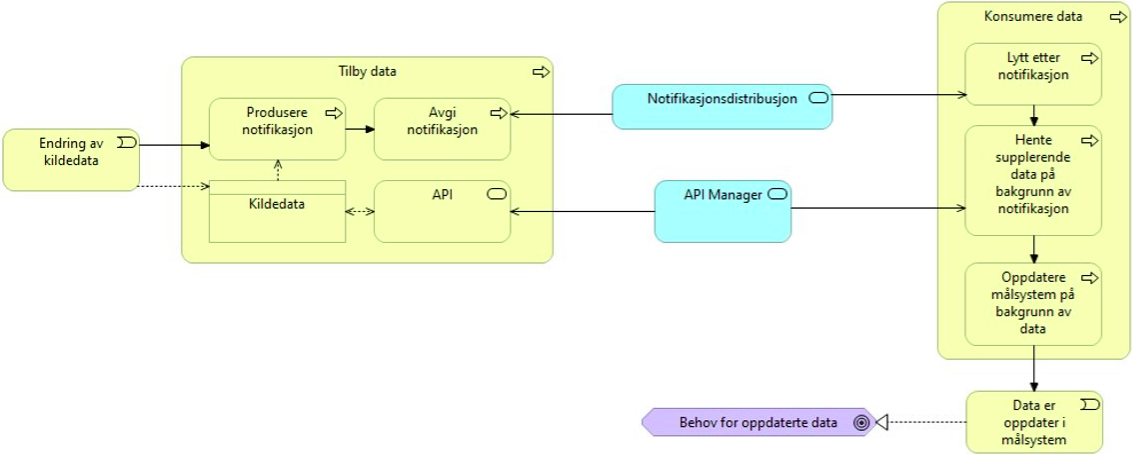 Konsumere data
Lytt etter
notifikasjon
Tilby data
Notifikasjonsdistribusjon
Produsere
notifikasjon
Avgi
notifikasjon
Endring av
kildedata
Hente
supplerende
data på
bakgrunn av
notifikasjon
Kildedata
API
API Manager
Oppdatere
målsystem på
bakgrunn av
data
Behov for oppdaterte data
Data er
oppdater i
målsystem